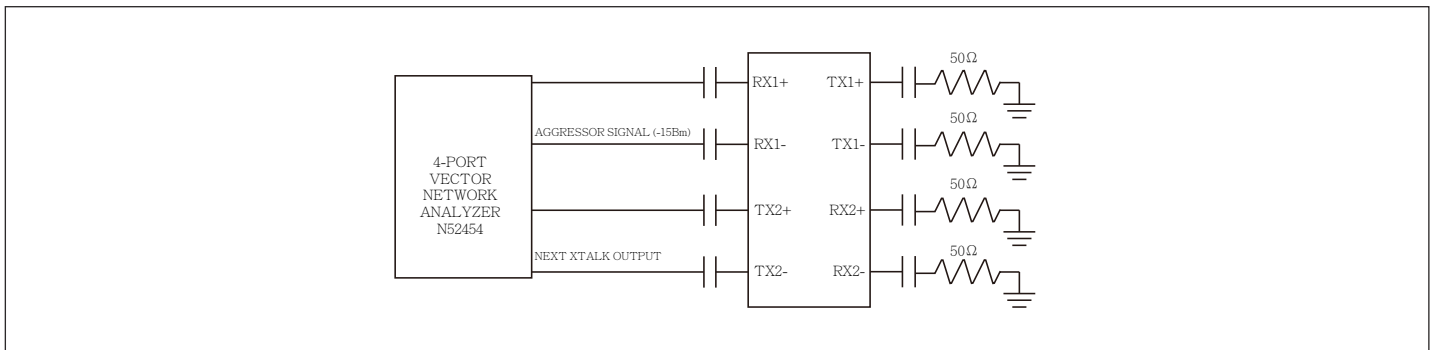 50Ω
RX1+ TX1+
50Ω
AGGRESSOR SIGNAL (-15Bm)
RX1- TX1-
4-PORT
VECTOR
NETWORK
ANALYZER
N52454
50Ω
TX2+ RX2+
50Ω
NEXT XTALK OUTPUT
TX2- RX2-